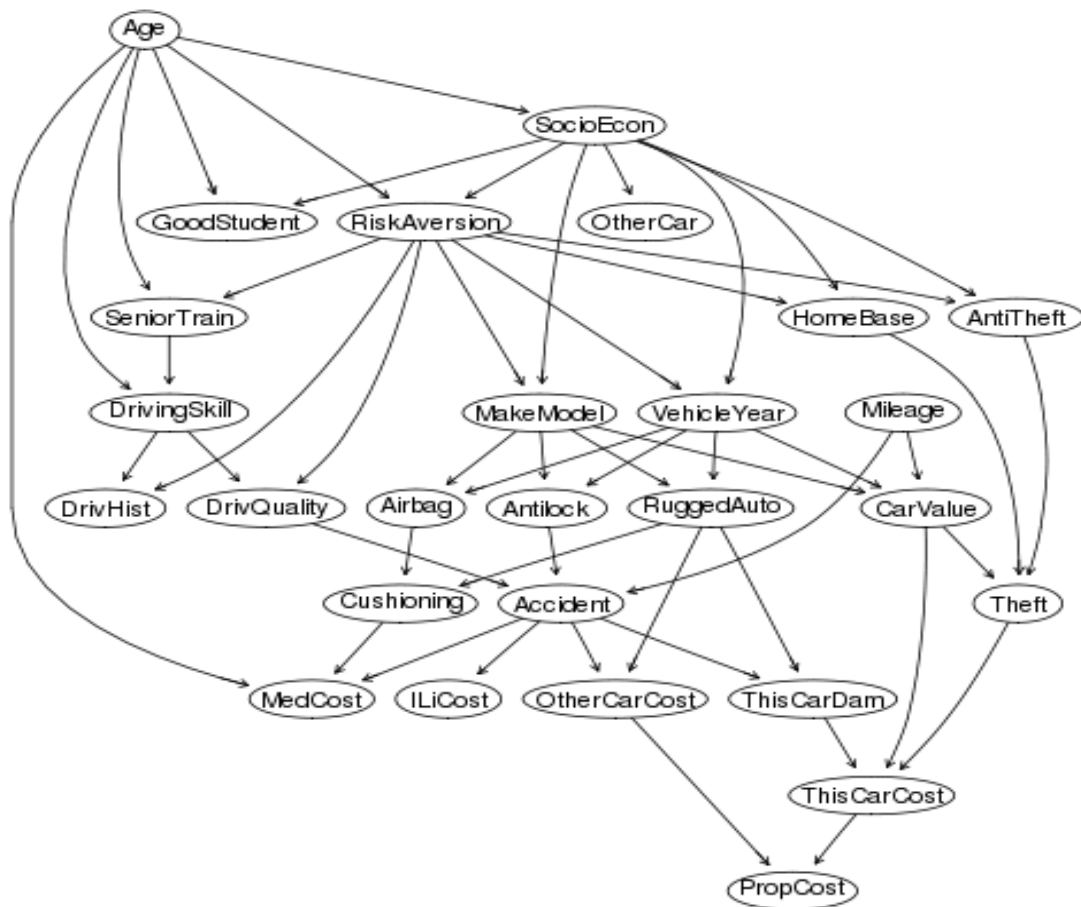 Age
SocioEcon
GoodStudent
RiskAversion
OtherCar
SeniorTrain
HomeBase
AntiTheft
DrivingSkill
MakeModel
VehicleYear
Mileage
DrivHist
DrivQuality
Airbag
Antilock
RuggedAuto
CarValue
Cushioning
Accident
Theft
MedCost
ILiCost
OtherCarCost
ThisCarDam
ThisCarCost
PropCost